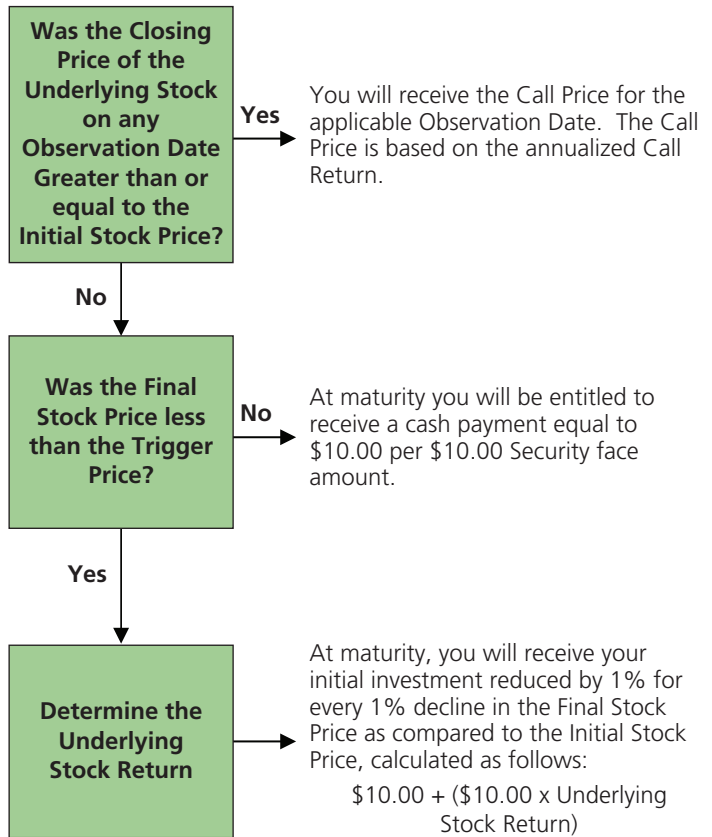 Was the Closing
Price of the
Underlying Stock
on any
Observation Date
Greater than or
equal to the
Initial Stock Price?
Yes
You will receive the Call Price for the
applicable Observation Date. The Call
Price is based on the annualized Call
Return.
No
Was the Final
Stock Price less
than the Trigger
Price?
No
At maturity you will be entitled to
receive a cash payment equal to
$10.00 per $10.00 Security face
amount.
Yes
Determine the
Underlying
Stock Return
At maturity, you will receive your
initial investment reduced by 1% for
every 1% decline in the Final Stock
Price as compared to the Initial Stock
Price, calculated as follows:
$10.00 + ($10.00 x Underlying
Stock Return)